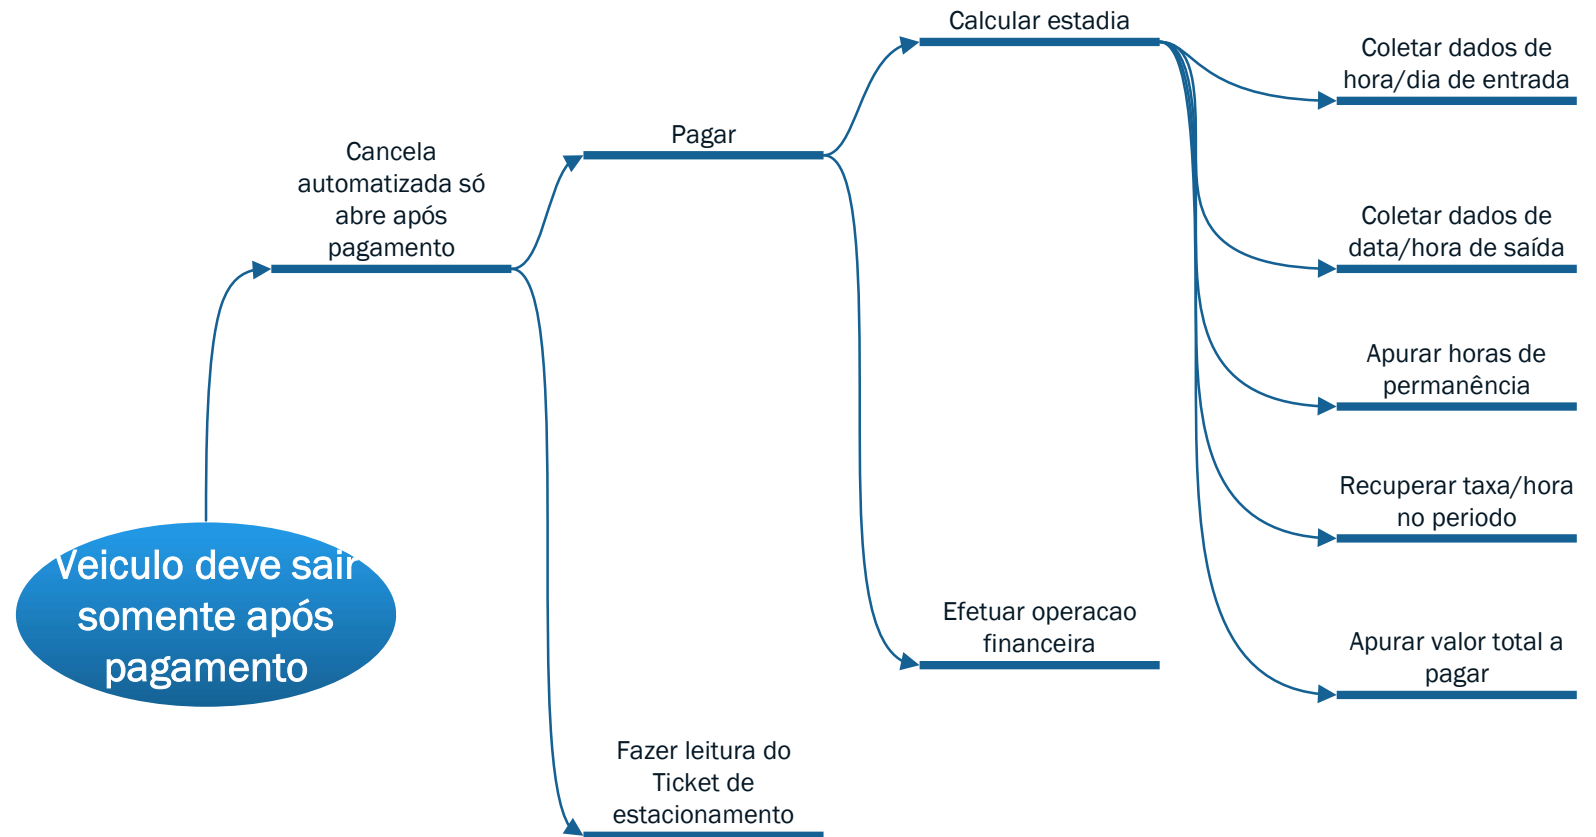 Calcular estadia
Coletar dados de
hora/dia de entrada
Pagar
Cancela
automatizada só
abre após
pagamento
Coletar dados de
data/hora de saída
Apurar horas de
permanência
Recuperar taxa/hora
no periodo
Veiculo deve sair
somente após
pagamento
Efetuar operacao
financeira
Apurar valor total a
pagar
Fazer leitura do
Ticket de
estacionamento